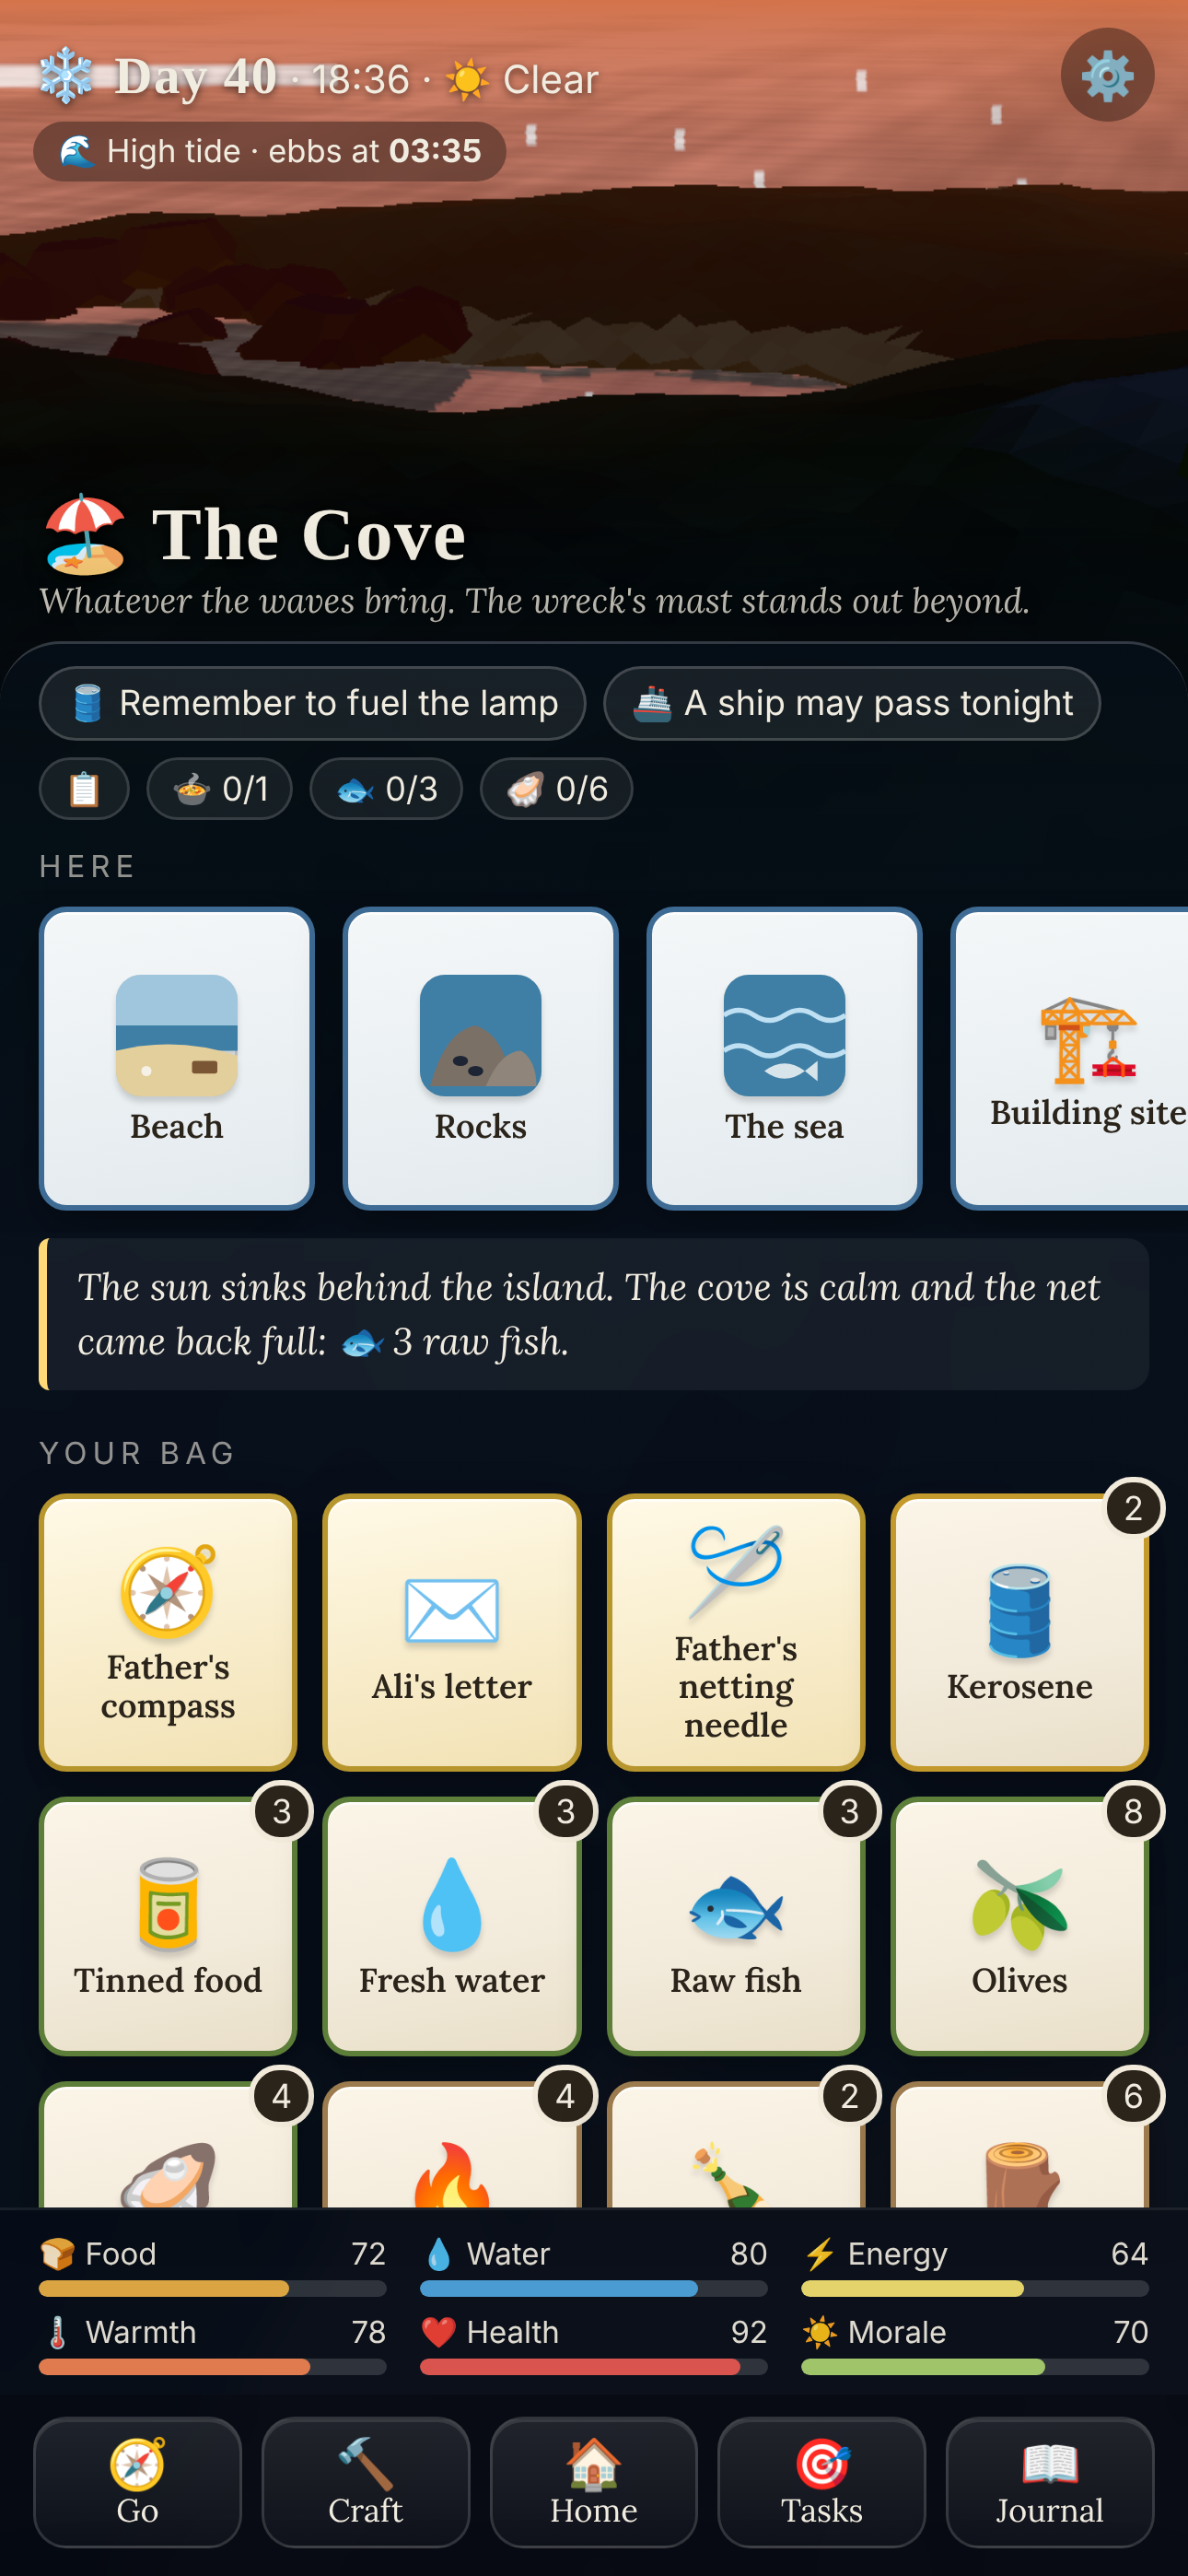 Day 40 · 18:36 · Clear
High tide · ebbs at 03:35
The Cove
Whatever the waves bring. The wreck's mast stands out beyond.
Remember to fuel the lamp
A ship may pass tonight
0/1
0/3
0/6
HERE
Beach
Rocks
The sea
Building site
The sun sinks behind the island. The cove is calm and the net
came back full: 3 raw fish.
YOUR BAG
Father's
compass
Ali's letter
Father's
netting
needle
2
Kerosene
3
Tinned food
3
Fresh water
3
Raw fish
8
Olives
4
4
2
6
Food 72
Water 80
Energy 64
Warmth 78
Health 92
Morale 70
Go
Craft
Home
Tasks
Journal